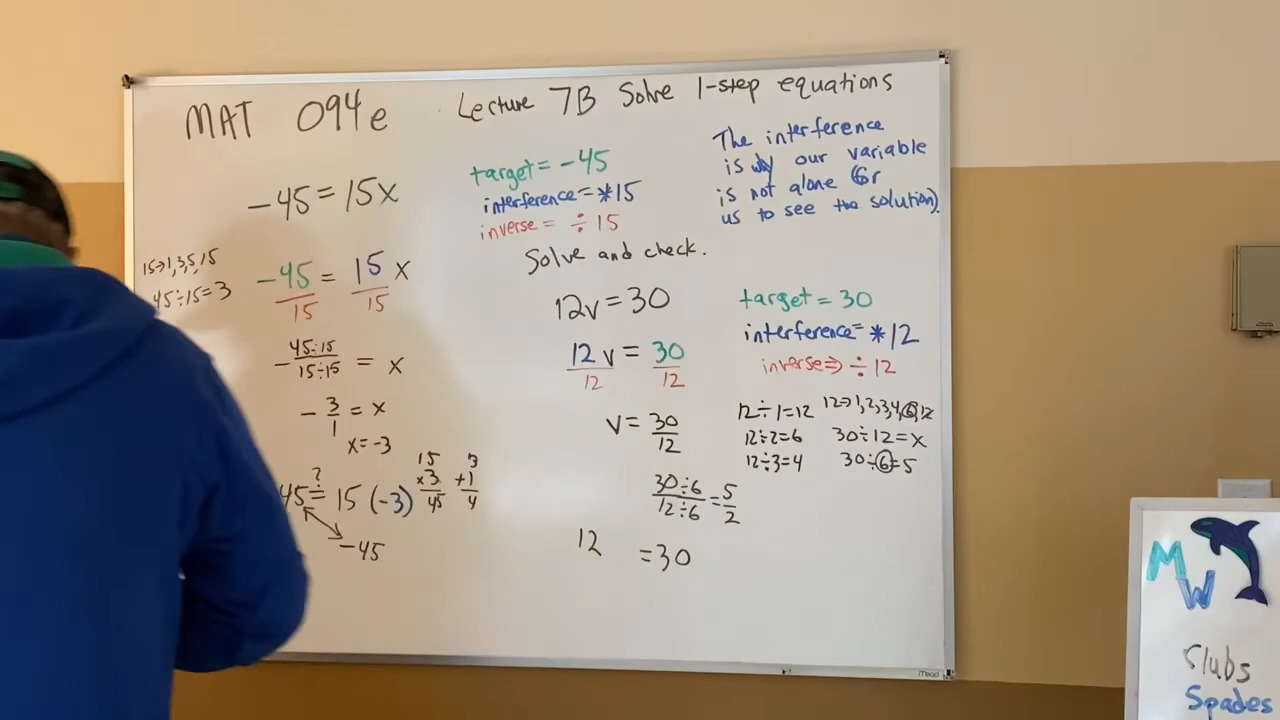 MAT 094e
Lecture 7B Solve 1-step equations
-45 = 15x
target = -45
interference = *15
inverse = ÷ 15
The interference
is why our variable
is not alone (for
us to see the solution).
15→1,3,5,15
45÷15=3
-45 = 15 x
15 15
- 45÷15 / 15÷15 = x
- 3/1 = x
x=-3
45 ?= 15 (-3)
-45
15
×3
45
3
+1
4
Solve and check.
12v = 30
12 v = 30
12 12
v = 30/12
30÷6 / 12÷6 = 5/2
12 =30
target = 30
interference = *12
inverse ⇒ ÷ 12
12÷1=12
12÷2=6
12÷3=4
12→1,2,3,4,6,12
30÷12=x
30÷6=5
mead
MW
Clubs
Spades